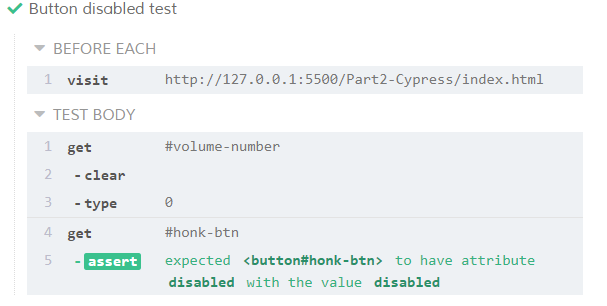 Button disabled test
BEFORE EACH
1 visit http://127.0.0.1:5500/Part2-Cypress/index.html
TEST BODY
1 get #volume-number
2 - clear
3 - type 0
4 get #honk-btn
5 - assert expected <button#honk-btn> to have attribute
disabled with the value disabled